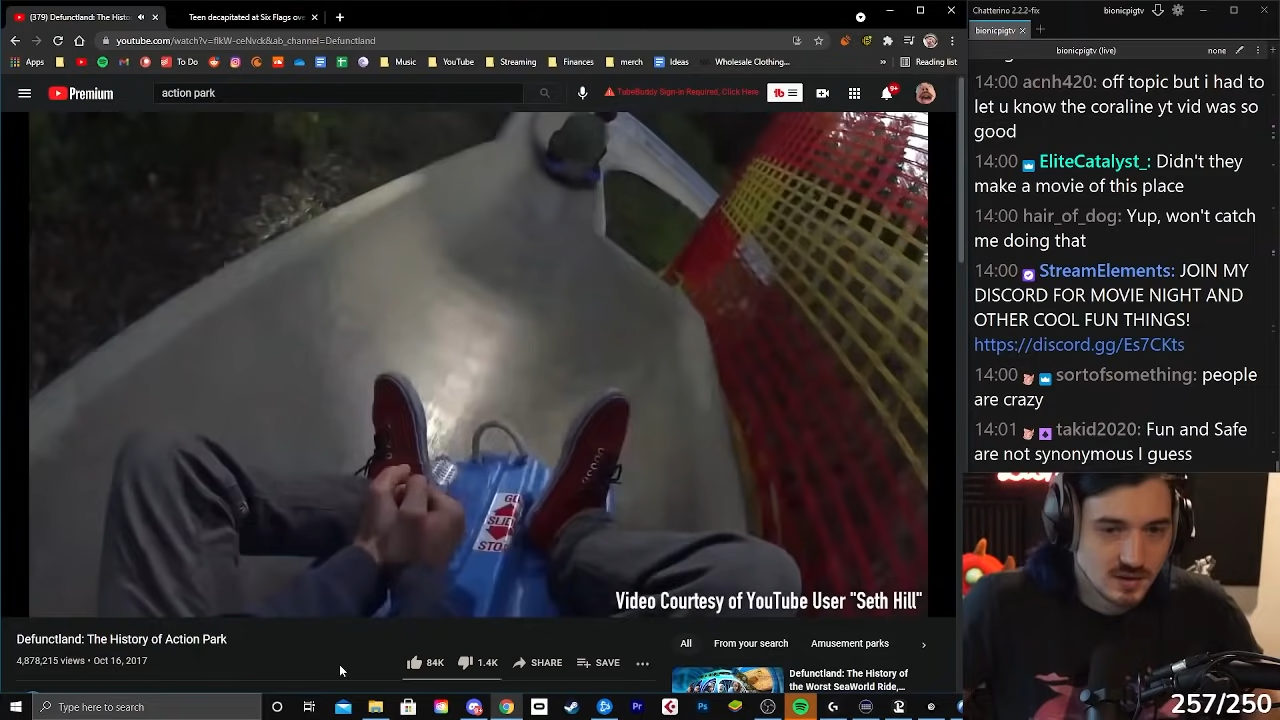 (379) Defunctland: The Histo
Teen decapitated at Six Flags ove
youtube.com/watch?v=flkW-ceNvck&ab_channel=Defunctland
Apps
To Do
Music
YouTube
Streaming
Finances
merch
Ideas
Wholesale Clothing...
Reading list
Premium
action park
TubeBuddy Sign-in Required, Click Here
tb
9+
GO
SLID
STO
Video Courtesy of YouTube User "Seth Hill"
Defunctland: The History of Action Park
4,878,215 views • Oct 16, 2017
84K
1.4K
SHARE
SAVE
All
From your search
Amusement parks
Defunctland: The History of
the Worst SeaWorld Ride,...
Type here to search
Chatterino 2.2.2-fix
bionicpigtv
bionicpigtv
bionicpigtv (live)
none
14:00 acnh420: off topic but i had to
let u know the coraline yt vid was so
good
14:00 EliteCatalyst_: Didn't they
make a movie of this place
14:00 hair_of_dog: Yup, won't catch
me doing that
14:00 StreamElements: JOIN MY
DISCORD FOR MOVIE NIGHT AND
OTHER COOL FUN THINGS!
https://discord.gg/Es7CKts
14:00 sortofsomething: people
are crazy
14:01 takid2020: Fun and Safe
are not synonymous I guess
257/250